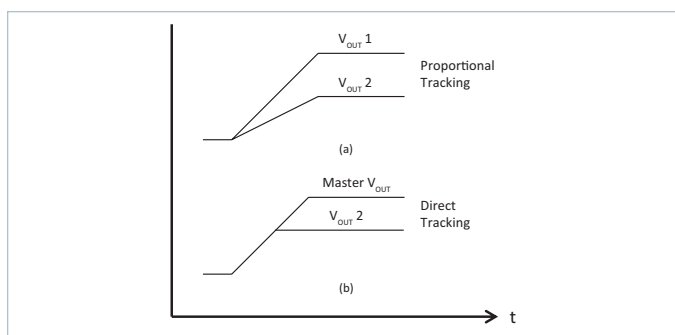 V_OUT 1
Proportional
Tracking
V_OUT 2
(a)
Master V_OUT
Direct
Tracking
V_OUT 2
(b)
t